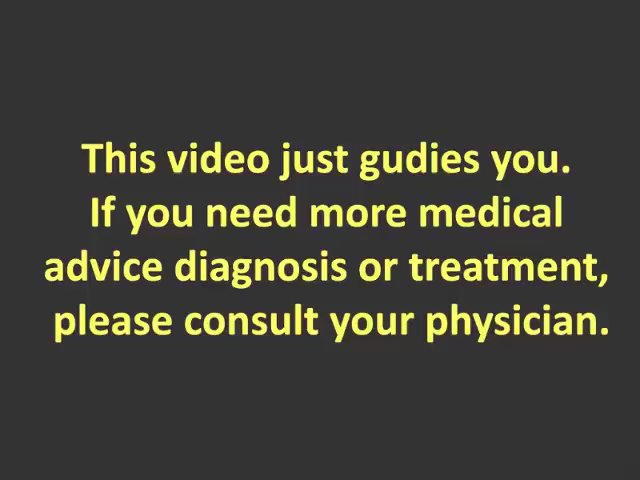 This video just gudies you.
If you need more medical
advice diagnosis or treatment,
please consult your physician.